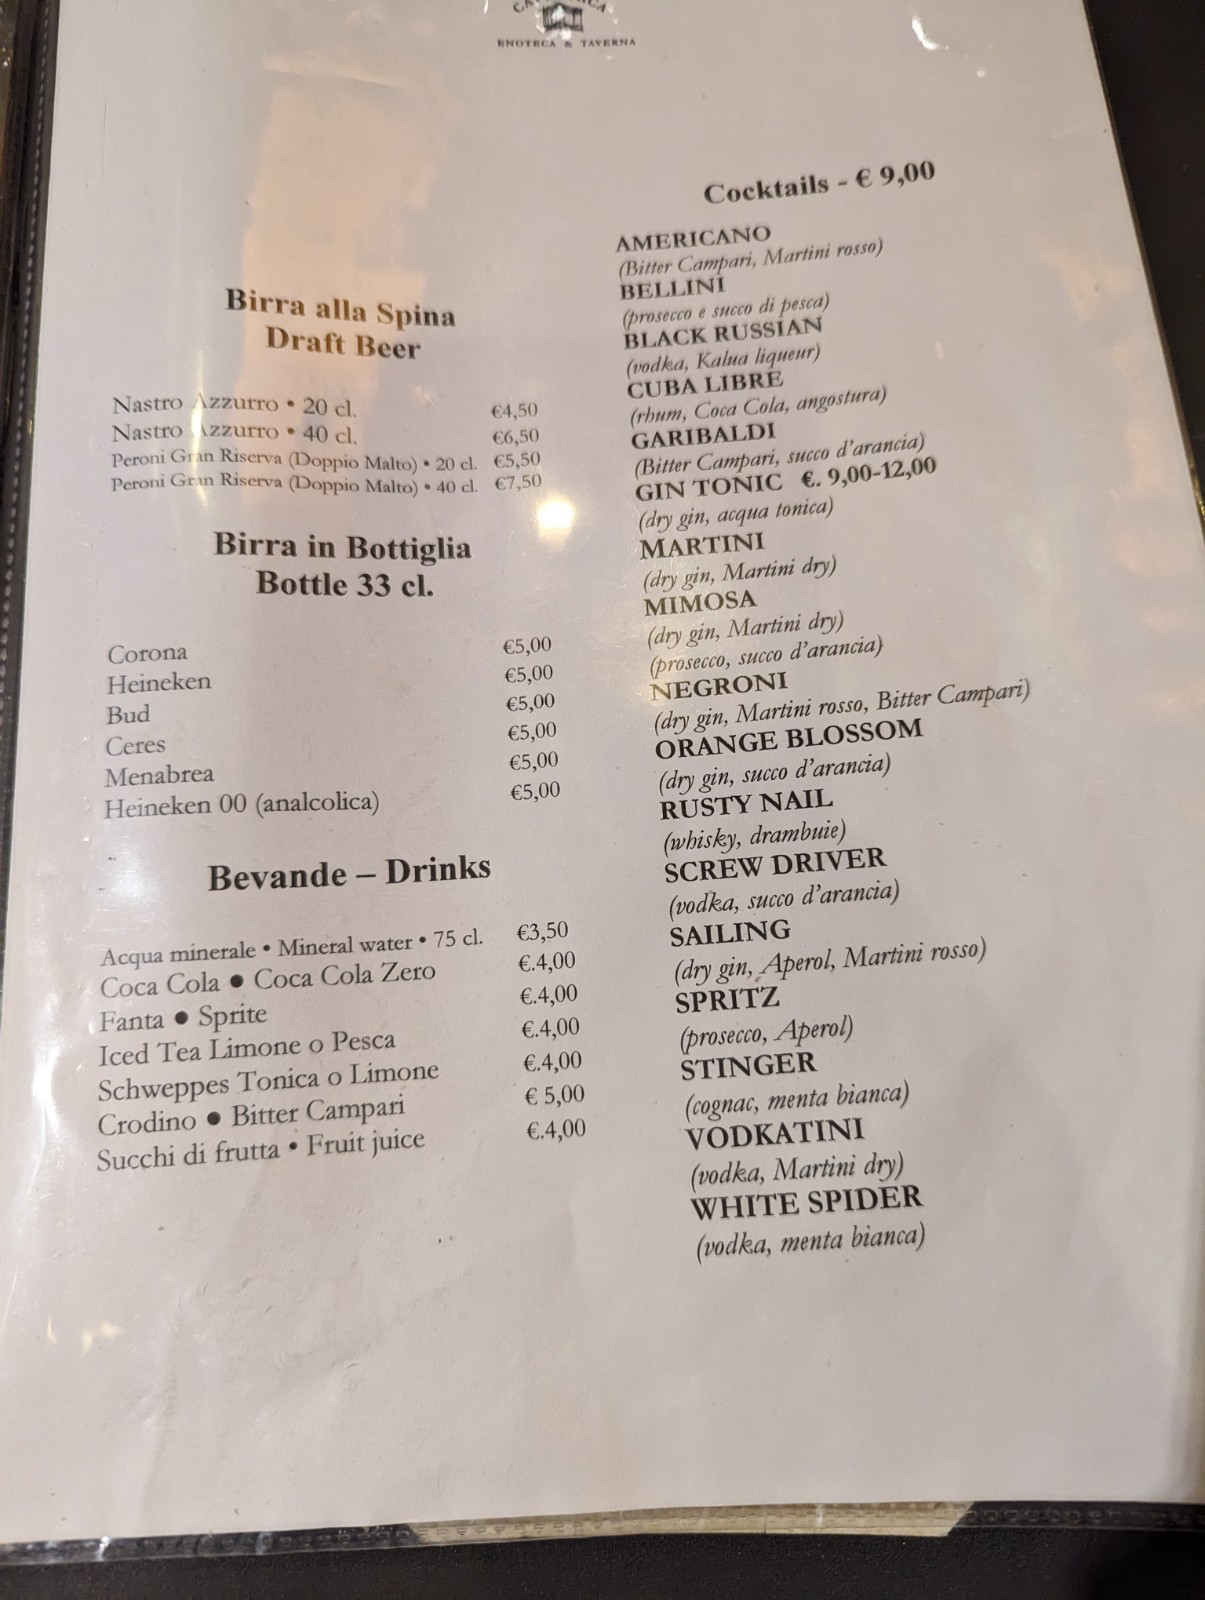 ENOTECA & TAVERNA
Birra alla Spina
Draft Beer
Nastro Azzurro • 20 cl. €4,50
Nastro Azzurro • 40 cl. €6,50
Peroni Gran Riserva (Doppio Malto) • 20 cl. €5,50
Peroni Gran Riserva (Doppio Malto) • 40 cl. €7,50
Birra in Bottiglia
Bottle 33 cl.
Corona €5,00
Heineken €5,00
Bud €5,00
Ceres €5,00
Menabrea €5,00
Heineken 00 (analcolica) €5,00
Bevande – Drinks
Acqua minerale • Mineral water • 75 cl. €3,50
Coca Cola ● Coca Cola Zero €.4,00
Fanta ● Sprite €.4,00
Iced Tea Limone o Pesca €.4,00
Schweppes Tonica o Limone €.4,00
Crodino ● Bitter Campari € 5,00
Succhi di frutta • Fruit juice €.4,00
Cocktails - € 9,00
AMERICANO
(Bitter Campari, Martini rosso)
BELLINI
(prosecco e succo di pesca)
BLACK RUSSIAN
(vodka, Kalua liqueur)
CUBA LIBRE
(rhum, Coca Cola, angostura)
GARIBALDI
(Bitter Campari, succo d'arancia)
GIN TONIC €. 9,00-12,00
(dry gin, acqua tonica)
MARTINI
(dry gin, Martini dry)
MIMOSA
(dry gin, Martini dry)
(prosecco, succo d'arancia)
NEGRONI
(dry gin, Martini rosso, Bitter Campari)
ORANGE BLOSSOM
(dry gin, succo d'arancia)
RUSTY NAIL
(whisky, drambuie)
SCREW DRIVER
(vodka, succo d'arancia)
SAILING
(dry gin, Aperol, Martini rosso)
SPRITZ
(prosecco, Aperol)
STINGER
(cognac, menta bianca)
VODKATINI
(vodka, Martini dry)
WHITE SPIDER
(vodka, menta bianca)